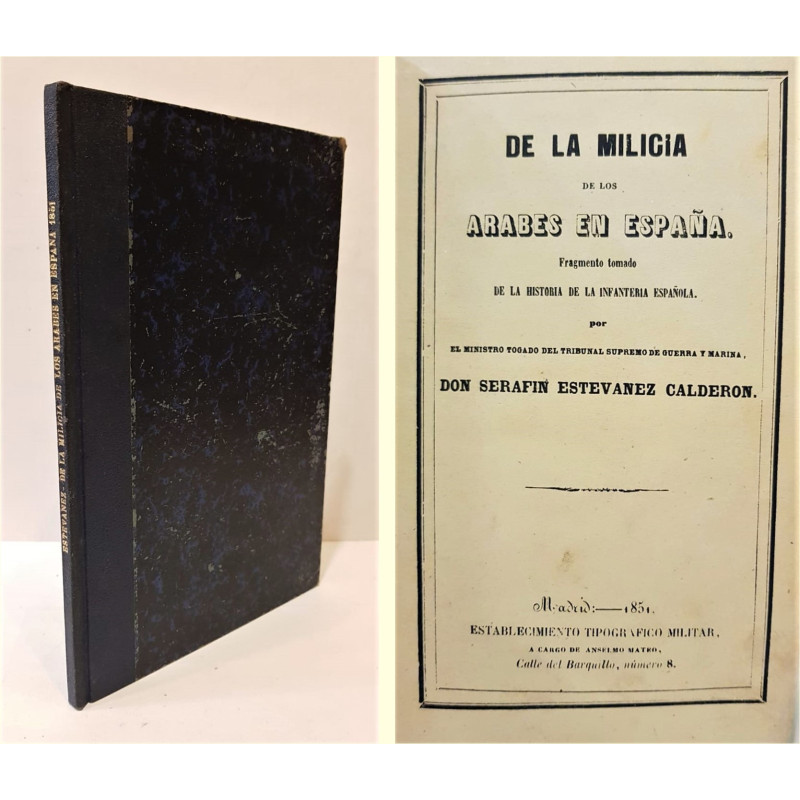 ESTEVANEZ - DE LA MILICIA DE LOS ARABES EN ESPAÑA 1851
DE LA MILICIA
DE LOS
ARABES EN ESPAÑA.
Fragmento tomado
DE LA HISTORIA DE LA INFANTERIA ESPAÑOLA.
por
EL MINISTRO TOGADO DEL TRIBUNAL SUPREMO DE GUERRA Y MARINA,
DON SERAFIN ESTEVANEZ CALDERON.
Madrid:—1851.
ESTABLECIMIENTO TIPOGRAFICO MILITAR,
A CARGO DE ANSELMO MATEO,
Calle del Barquillo, número 8.